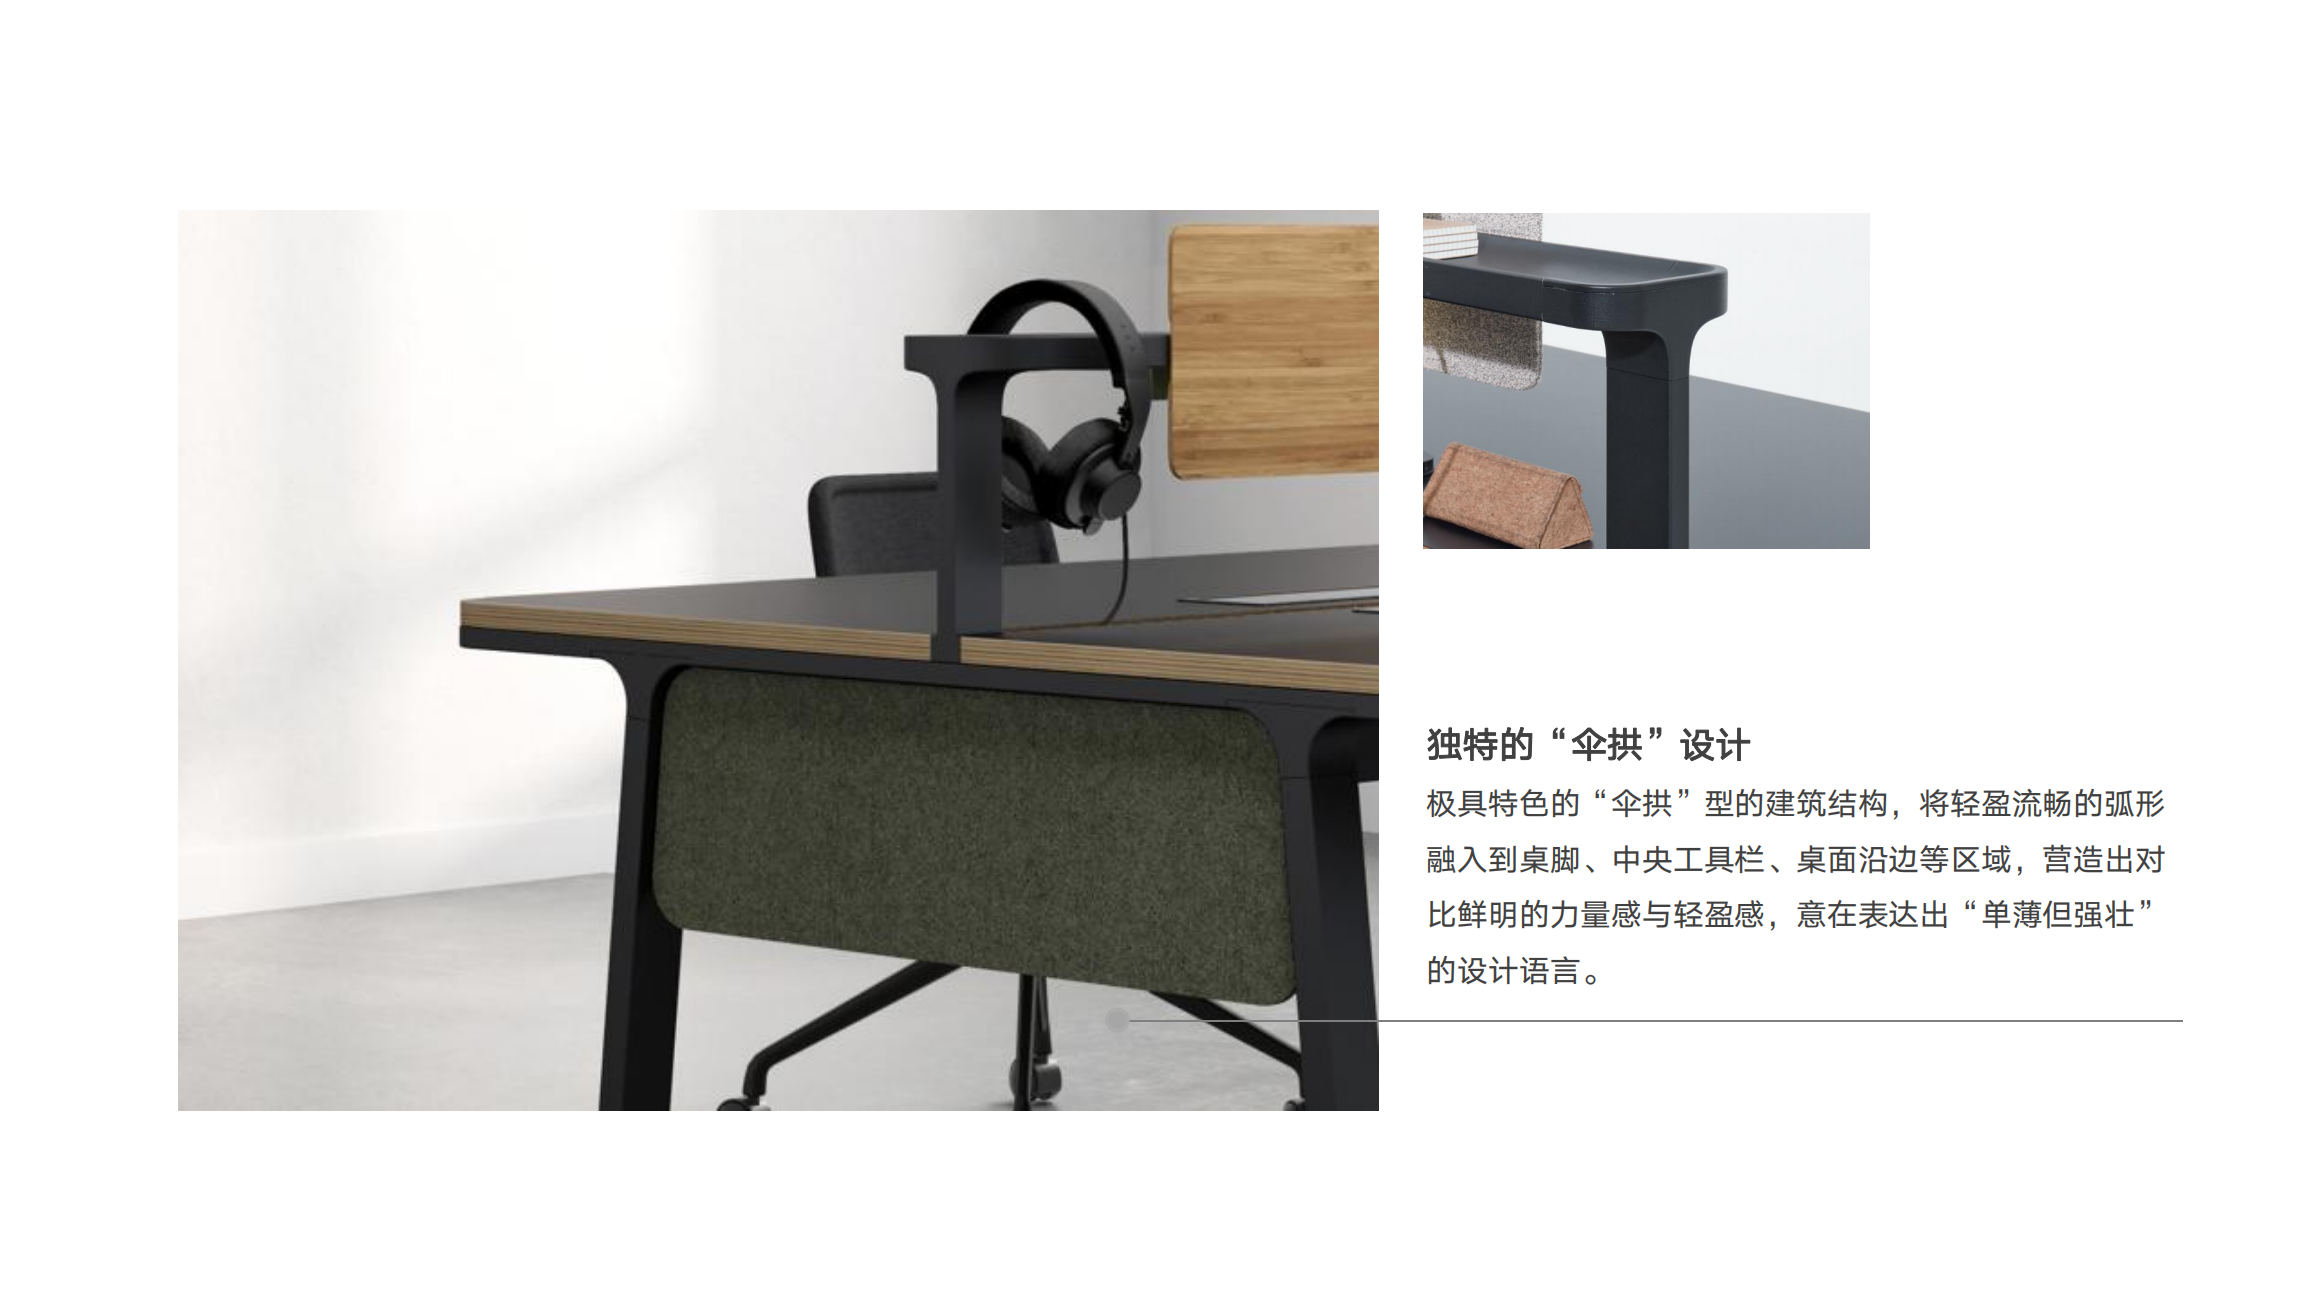 独特的“伞拱”设计
极具特色的“伞拱”型的建筑结构，将轻盈流畅的弧形
融入到桌脚、中央工具栏、桌面沿边等区域，营造出对
比鲜明的力量感与轻盈感，意在表达出“单薄但强壮”
的设计语言。